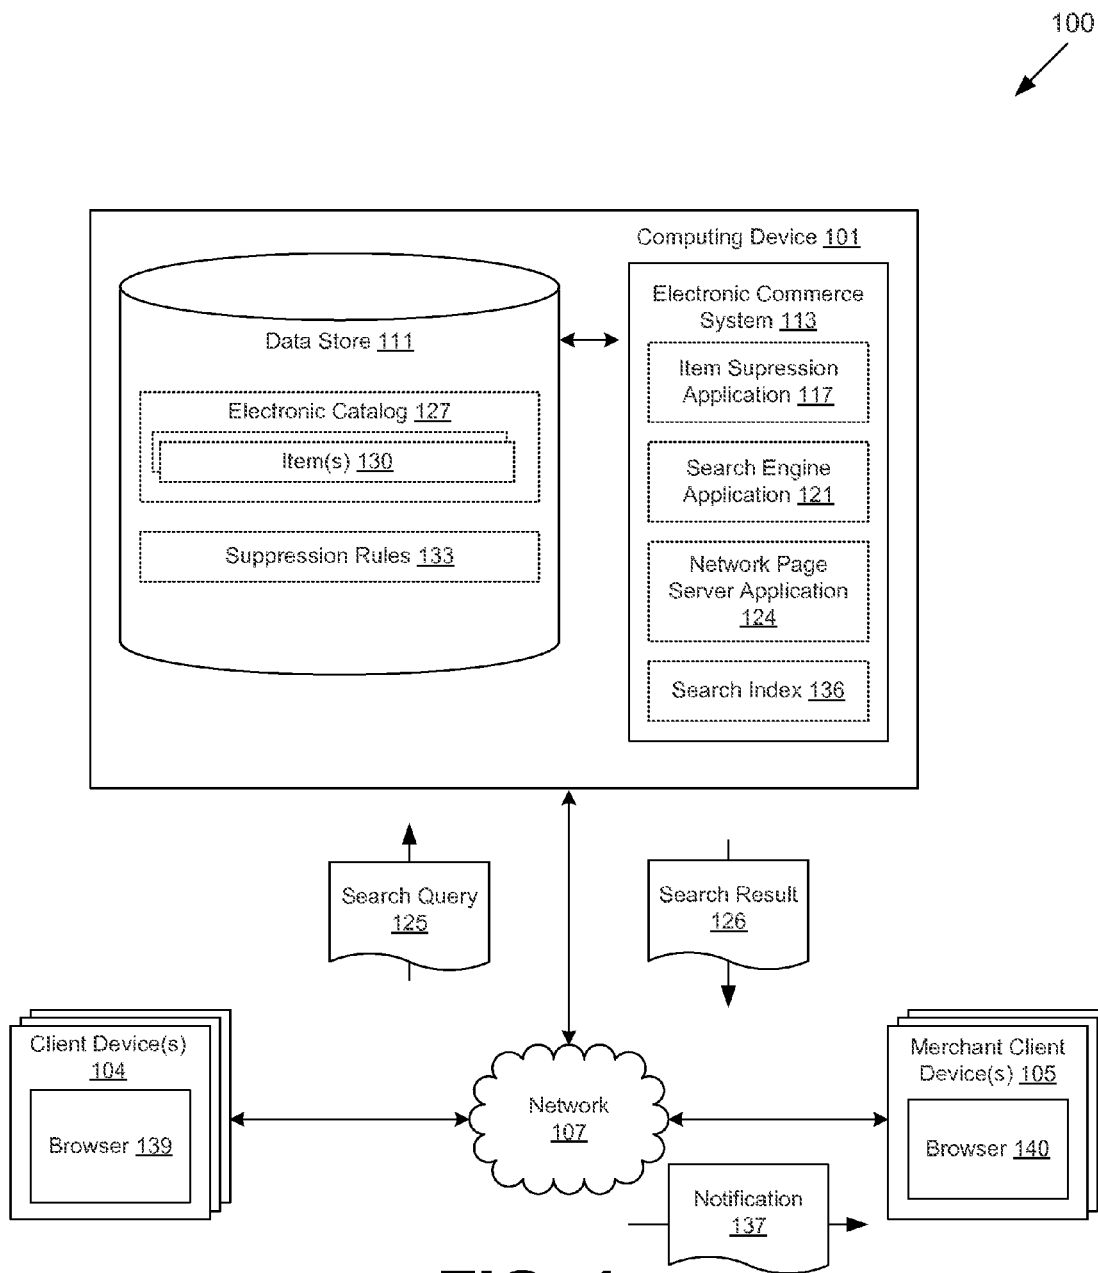 100
Computing Device 101
Data Store 111
Electronic Catalog 127
Item(s) 130
Suppression Rules 133
Electronic Commerce
System 113
Item Supression
Application 117
Search Engine
Application 121
Network Page
Server Application
124
Search Index 136
Search Query
125
Search Result
126
Client Device(s)
104
Browser 139
Network
107
Merchant Client
Device(s) 105
Browser 140
Notification
137